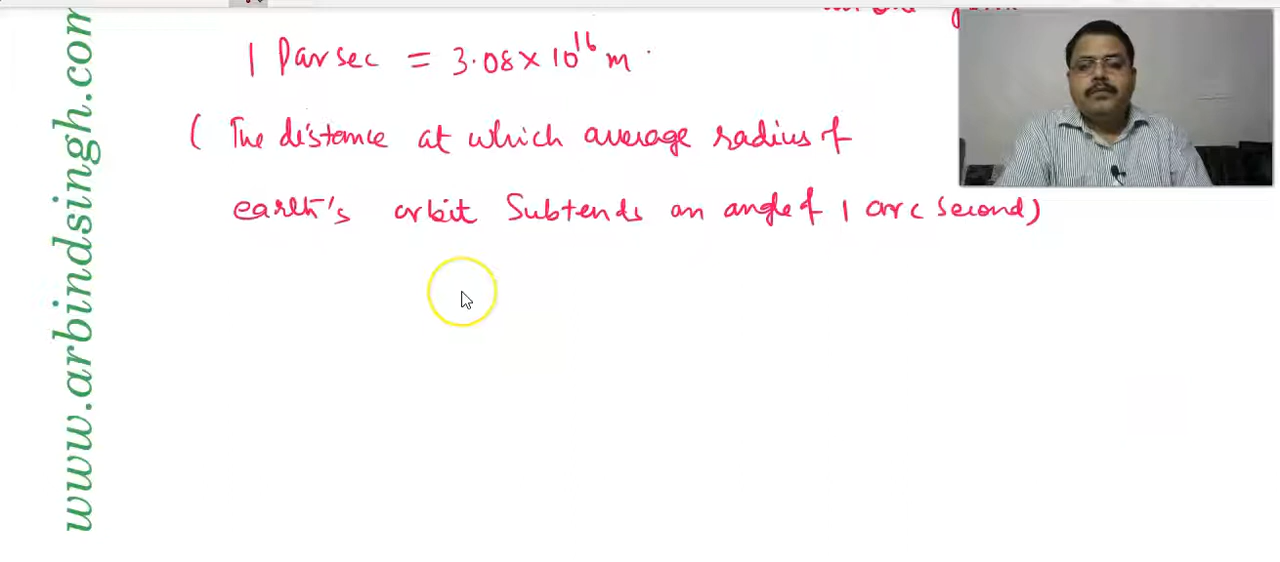 1 Parsec = 3.08 × 10¹⁶ m.
( The distance at which average radius of
earth's orbit Subtends an angle of 1 arc second)
www.arbindsingh.com